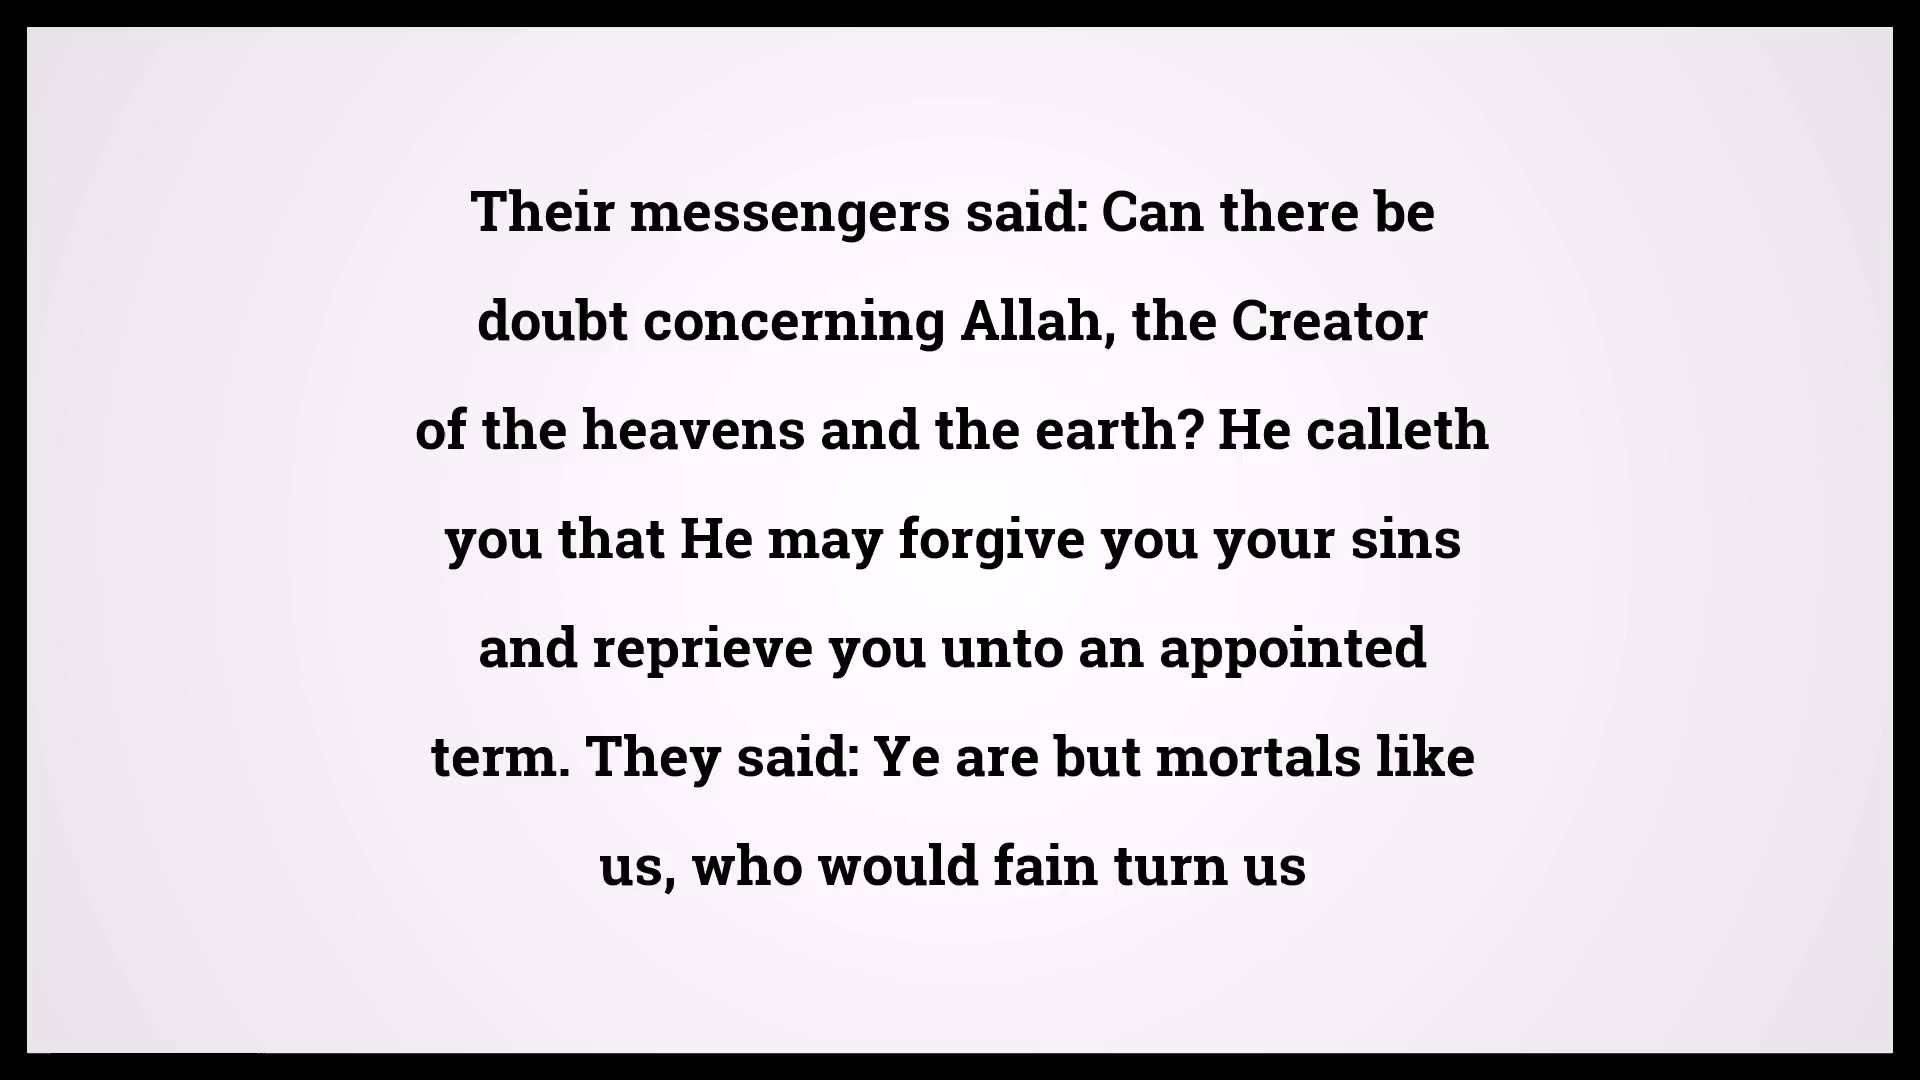 Their messengers said: Can there be
doubt concerning Allah, the Creator
of the heavens and the earth? He calleth
you that He may forgive you your sins
and reprieve you unto an appointed
term. They said: Ye are but mortals like
us, who would fain turn us